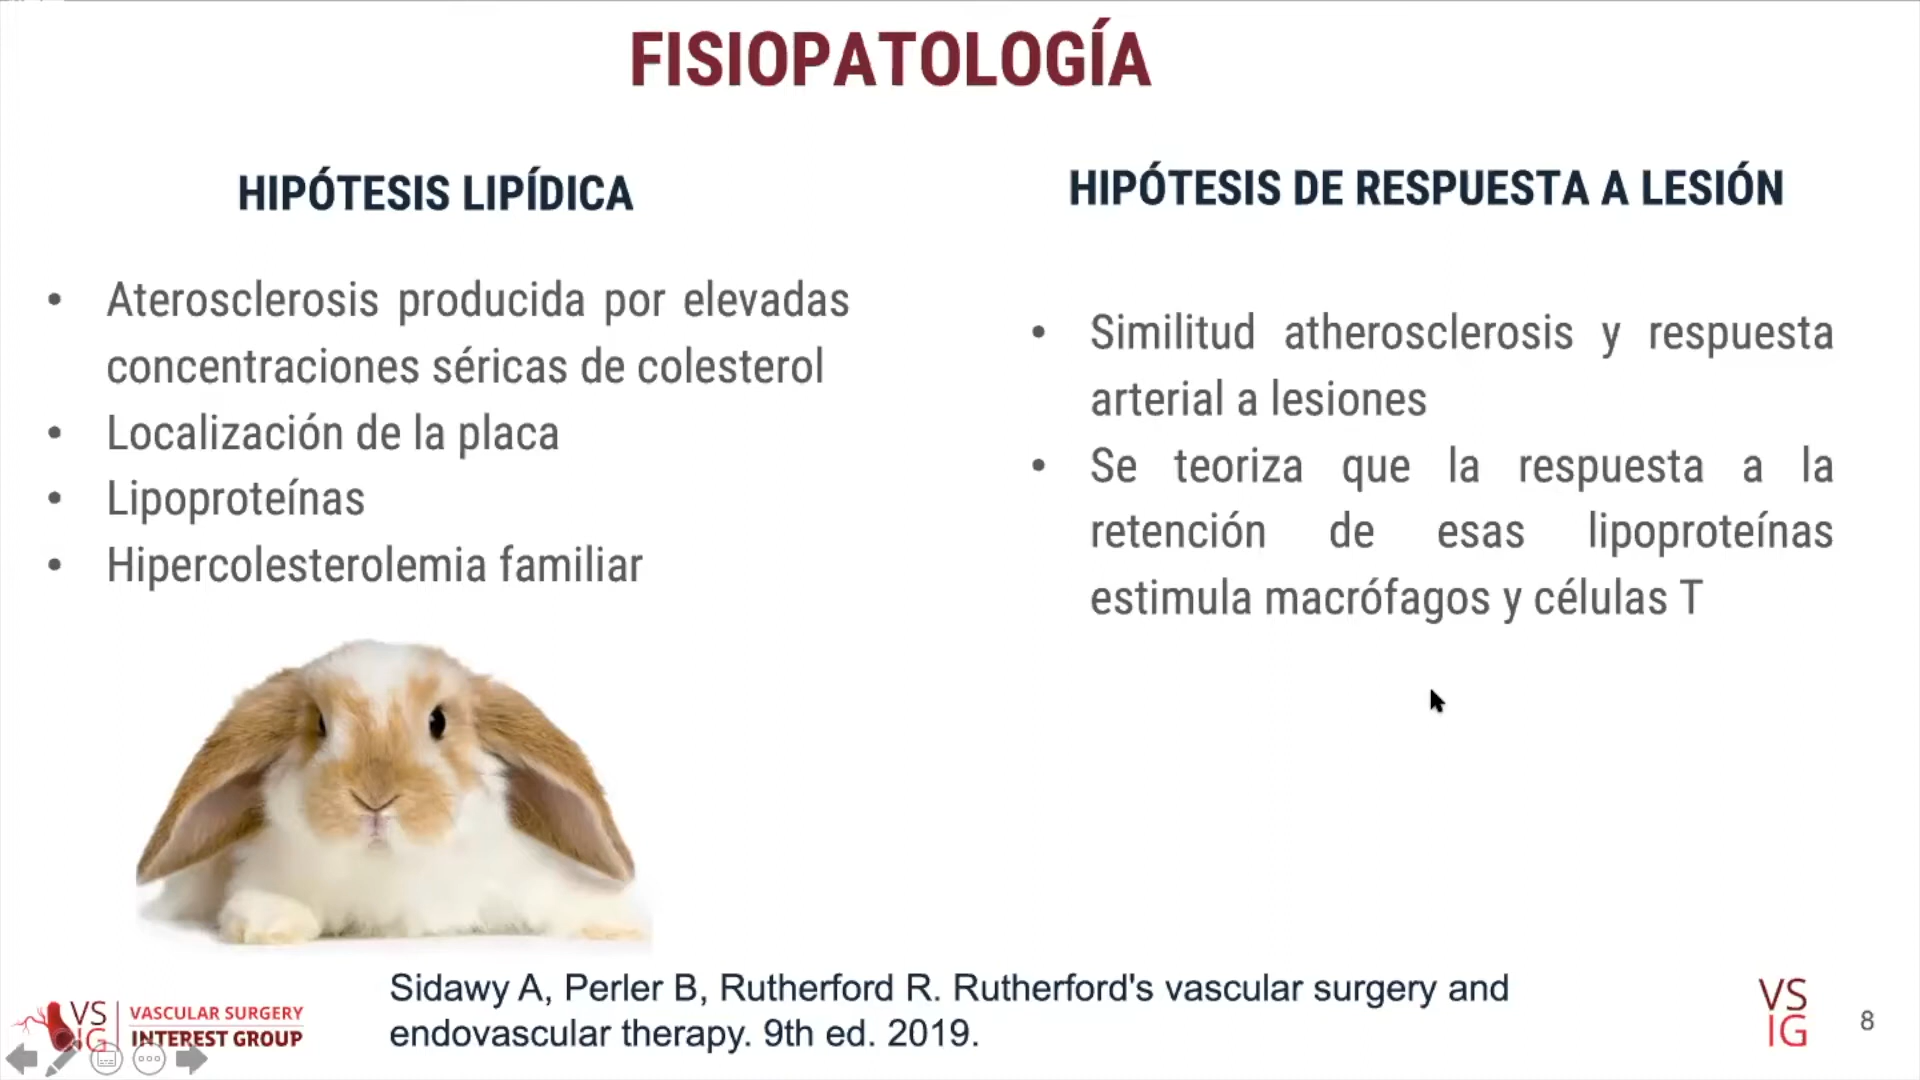 FISIOPATOLOGÍA
HIPÓTESIS LIPÍDICA
Aterosclerosis producida por elevadas
concentraciones séricas de colesterol
Localización de la placa
Lipoproteínas
Hipercolesterolemia familiar
HIPÓTESIS DE RESPUESTA A LESIÓN
Similitud atherosclerosis y respuesta
arterial a lesiones
Se teoriza que la respuesta a la
retención de esas lipoproteínas
estimula macrófagos y células T
Sidawy A, Perler B, Rutherford R. Rutherford's vascular surgery and
endovascular therapy. 9th ed. 2019.
VS
IG
VASCULAR SURGERY
INTEREST GROUP
VS
IG
8